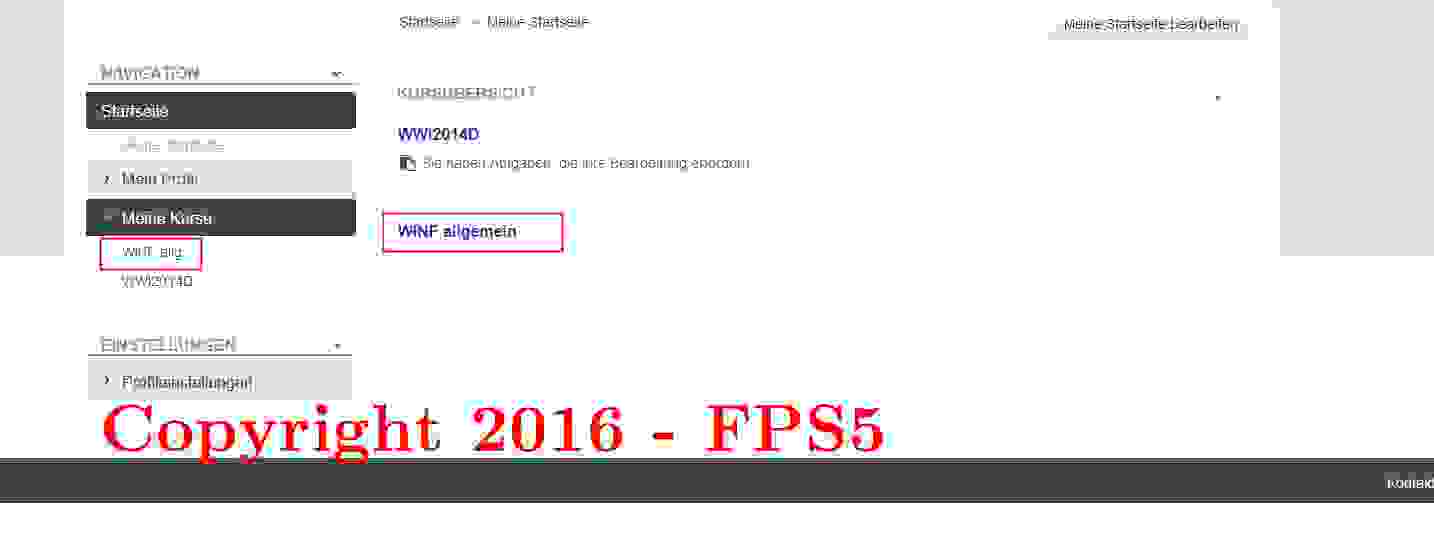 Startseite → Meine Startseite
Meine Startseite bearbeiten
NAVIGATION
Startseite
Meine Startseite
Mein Profil
Meine Kurse
WINF allg.
WWI2014D
EINSTELLUNGEN
Profileinstellungen
KURSÜBERSICHT
WWI2014D
Sie haben Aufgaben, die Ihre Bearbeitung erfordern
WINF allgemein
Copyright 2016 - FPS5
Kontakt